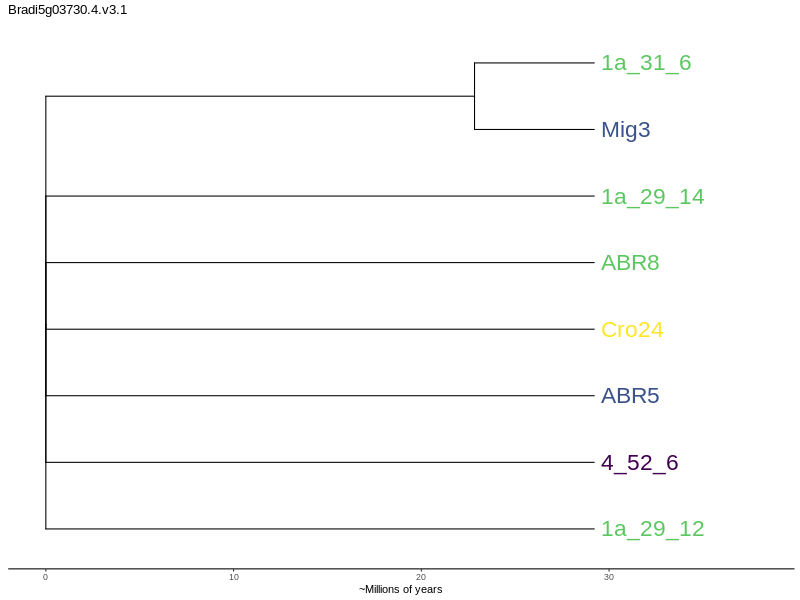 Bradi5g03730.4.v3.1
1a_31_6
Mig3
1a_29_14
ABR8
Cro24
ABR5
4_52_6
1a_29_12
0 10 20 30
~Millions of years